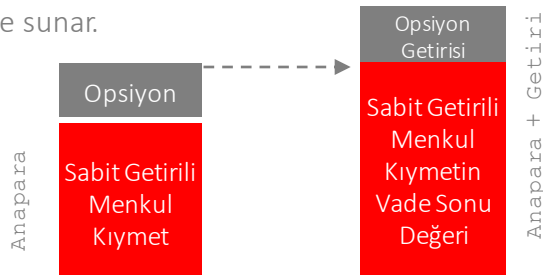 e sunar.
Anapara
Opsiyon
Sabit Getirili
Menkul
Kıymet
Opsiyon
Getirisi
Sabit Getirili
Menkul
Kıymetin
Vade Sonu
Değeri
Anapara + Getiri